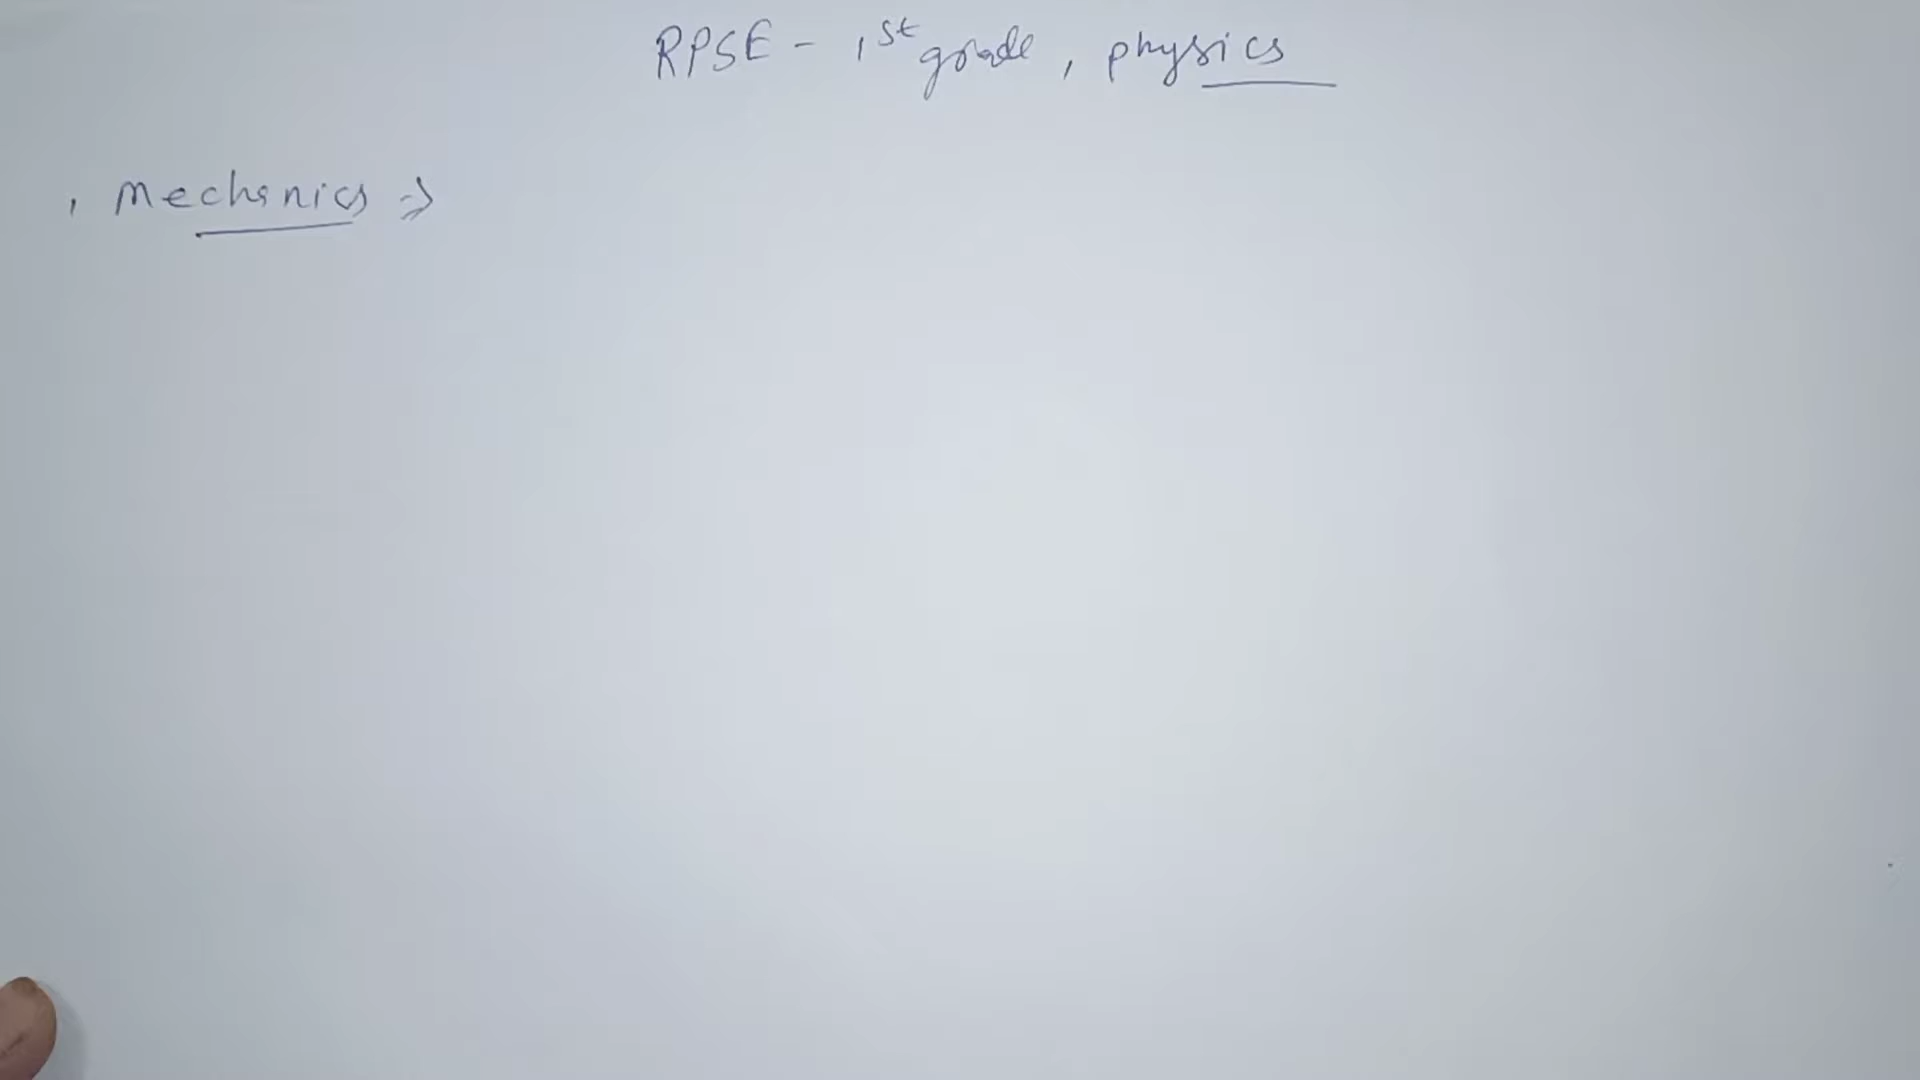 RPSE - 1st grade, physics
, Mechanics ⇒